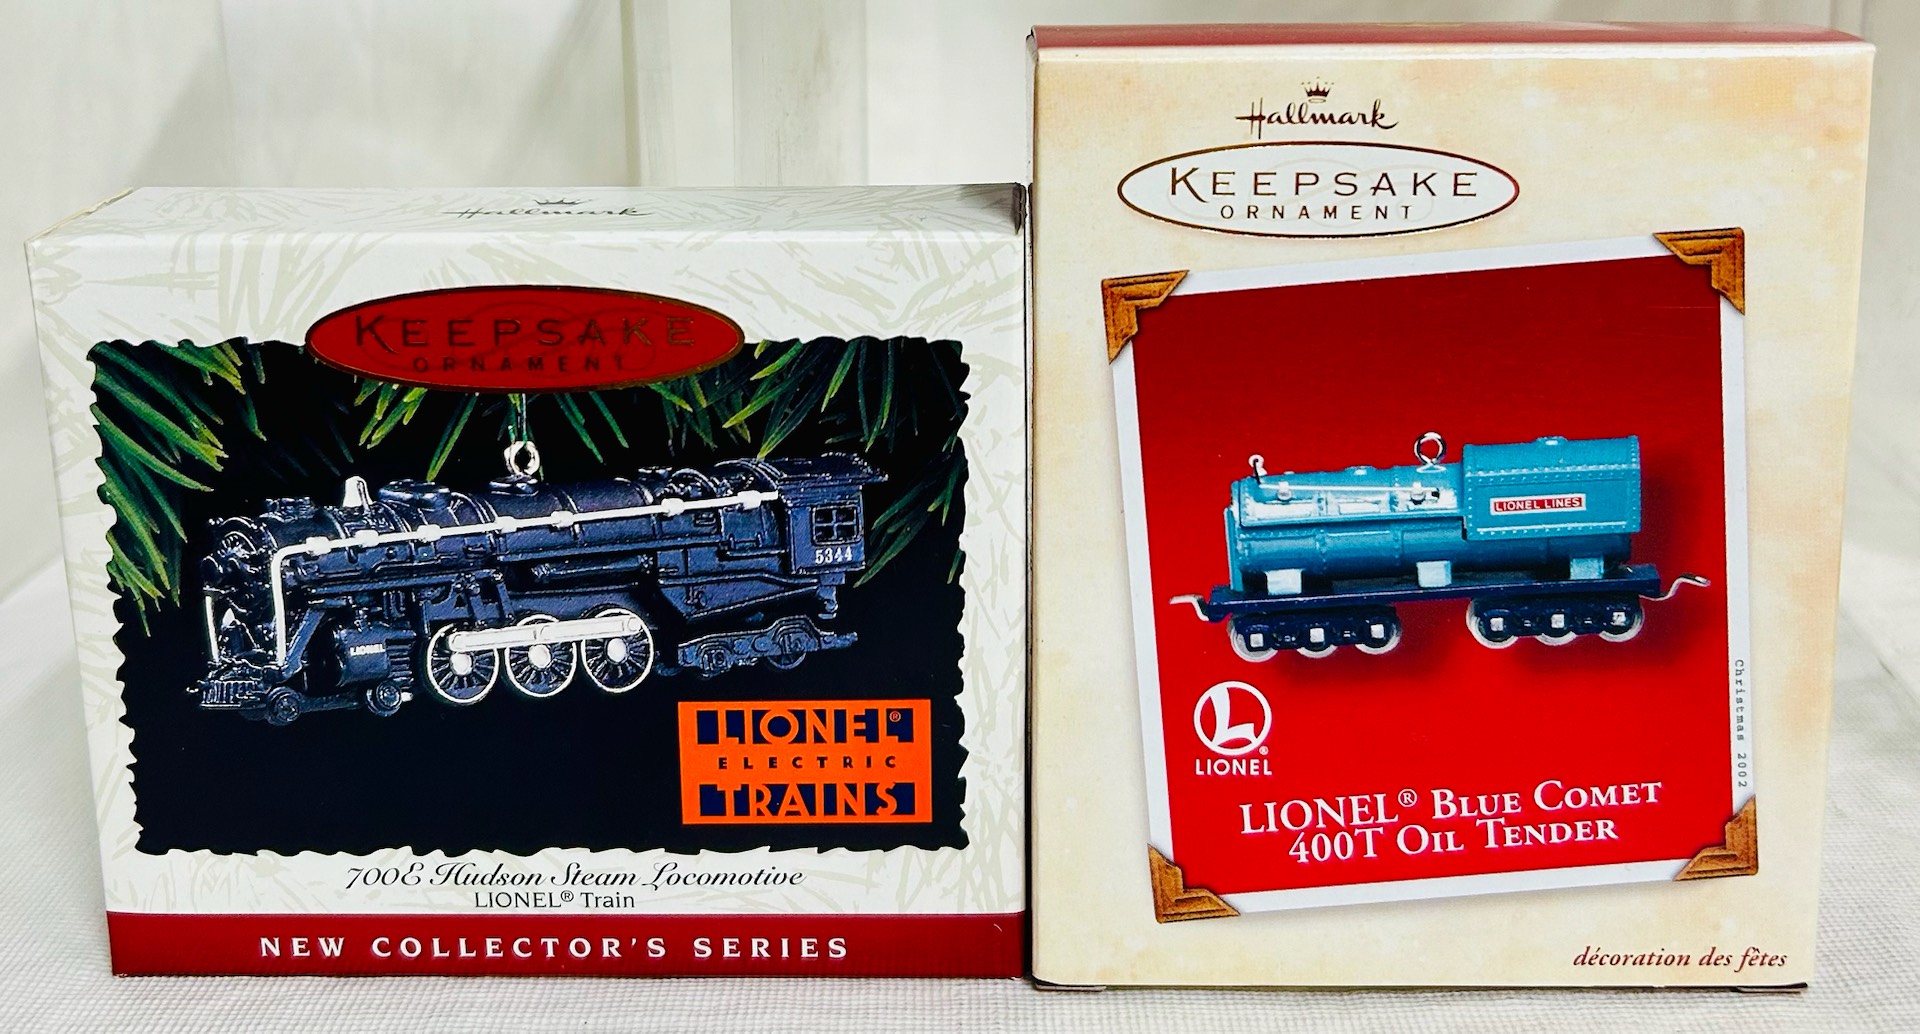 Hallmark
KEEPSAKE
ORNAMENT
5344
LIONEL
LIONEL®
ELECTRIC
TRAINS
700E Hudson Steam Locomotive
LIONEL® Train
NEW COLLECTOR'S SERIES
Hallmark
KEEPSAKE
ORNAMENT
LIONEL LINES
L
®
LIONEL
LIONEL® BLUE COMET
400T OIL TENDER
Christmas 2002
décoration des fêtes